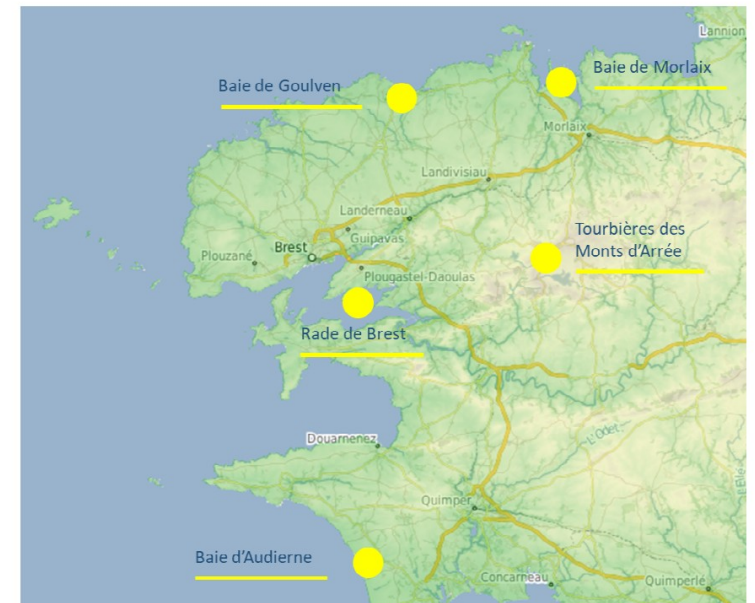 Lannion
Baie de Goulven
Baie de Morlaix
Morlaix
Landivisiau
Landerneau
Guipavas
Brest
Plouzané
Plougastel-Daoulas
Tourbières des
Monts d’Arrée
Rade de Brest
Douarnenez
L'Odet
Quimper
Baie d’Audierne
Concarneau
Quimperlé